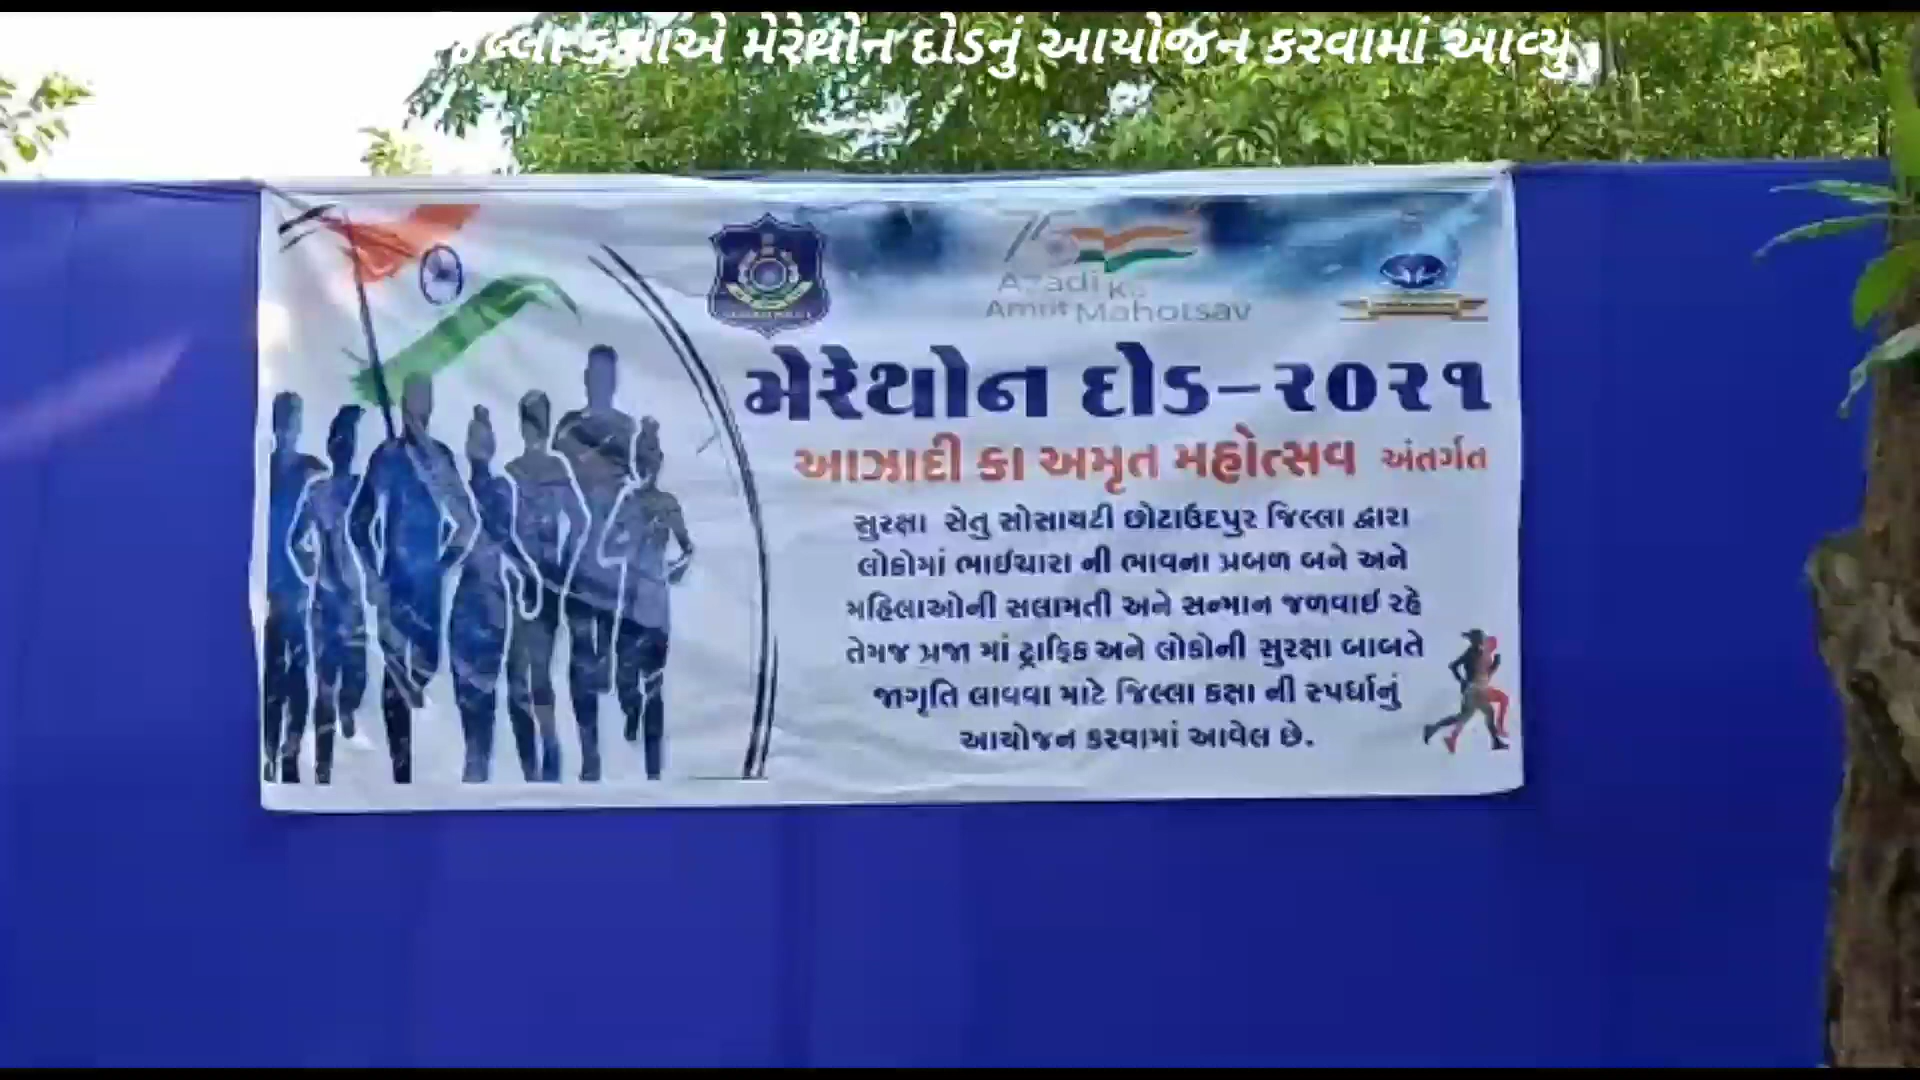 જીલ્લા કક્ષાએ મેરેથોન દોડનું આયોજન કરવામાં આવ્યુ
75
Azadi Ka
Amrit Mahotsav
મેરેથોન દોડ-૨૦૨૧
આઝાદી કા અમૃત મહોત્સવ અંતર્ગત
સુરક્ષા સેતુ સોસાયટી છોટાઉદપુર જિલ્લા દ્વારા
લોકોમાં ભાઈચારા ની ભાવના પ્રબળ બને અને
મહિલાઓની સલામતી અને સન્માન જળવાઈ રહે
તેમજ પ્રજા માં ટ્રાફિક અને લોકોની સુરક્ષા બાબતે
જાગૃતિ લાવવા માટે જિલ્લા કક્ષા ની સ્પર્ધાનું
આયોજન કરવામાં આવેલ છે.